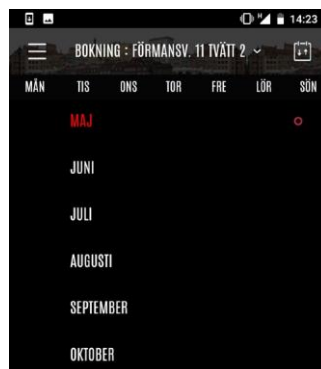 14:23
BOKNING : FÖRMANSV. 11 TVÄTT 2
MÅN TIS ONS TOR FRE LÖR SÖN
MAJ
JUNI
JULI
AUGUSTI
SEPTEMBER
OKTOBER